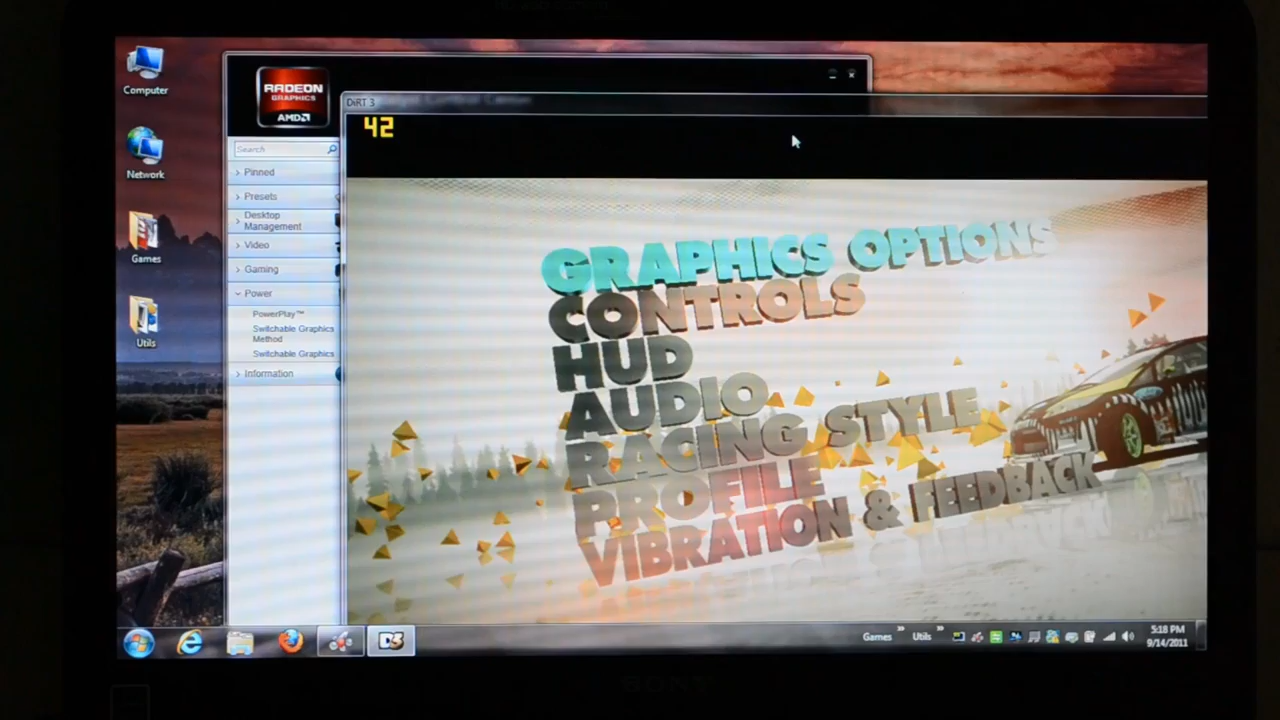 Computer
Network
Games
Utils
RADEON
GRAPHICS
AMD
Search
Pinned
Presets
Desktop
Management
Video
Gaming
Power
PowerPlay™
Switchable Graphics
Method
Switchable Graphics
Information
DiRT 3
42
GRAPHICS OPTIONS
CONTROLS
HUD
AUDIO
RACING STYLE
PROFILE
VIBRATION & FEEDBACK
D3
Games »
Utils »
5:18 PM
9/14/2011